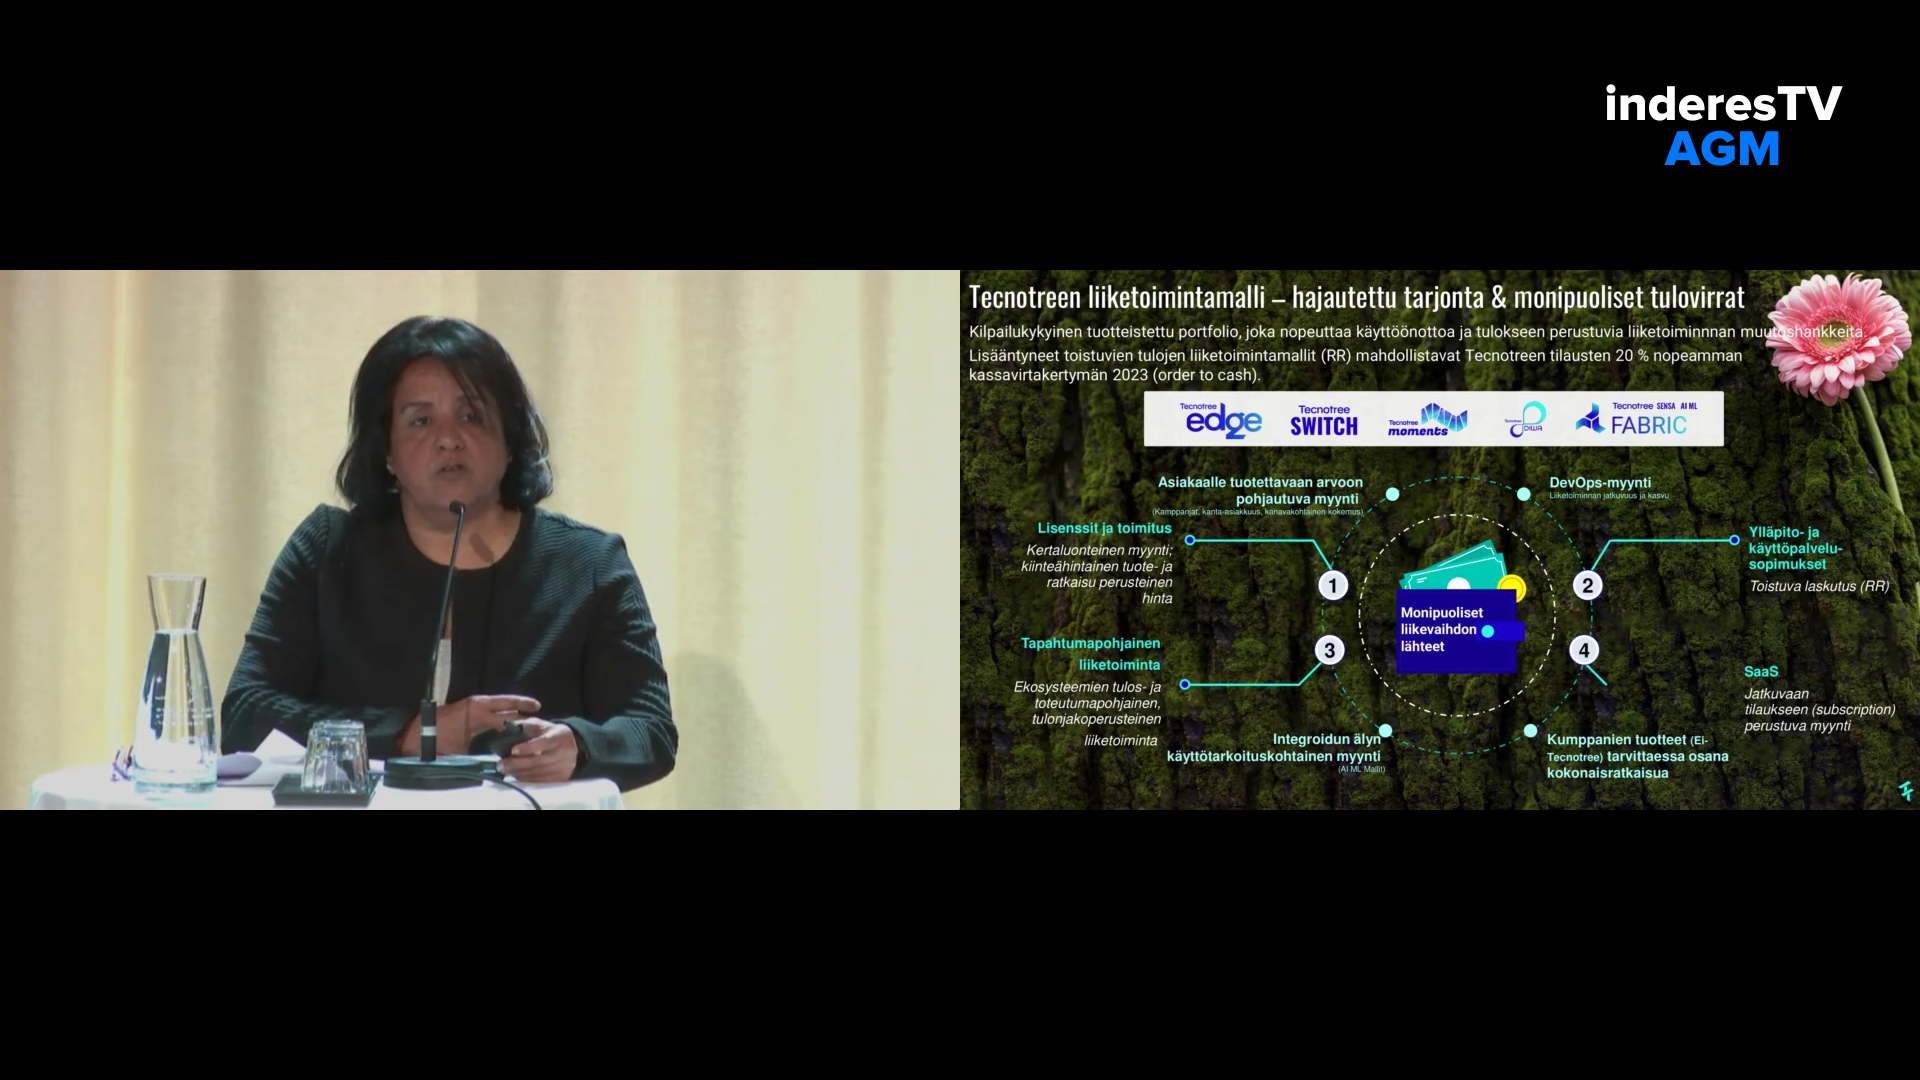 inderesTV
AGM
Tecnotreen liiketoimintamalli – hajautettu tarjonta & monipuoliset tulovirrat
Kilpailukykyinen tuotteistettu portfolio, joka nopeuttaa käyttöönottoa ja tulokseen perustuvia liiketoiminnnan muutoshankkeita.
Lisääntyneet toistuvien tulojen liiketoimintamallit (RR) mahdollistavat Tecnotreen tilausten 20 % nopeamman
kassavirtakertymän 2023 (order to cash).
Tecnotree
edge
Tecnotree
SWITCH
Tecnotree
moments
DIWA
Tecnotree SENSA AI ML
FABRIC
Asiakaalle tuotettavaan arvoon
pohjautuva myynti
(Kamppanjat, kanta-asiakkuus, kanavakohtainen kokemus)
DevOps-myynti
Liiketoiminnan jatkuvuus ja kasvu
Lisenssit ja toimitus
Kertaluonteinen myynti;
kiinteähintainen tuote- ja
ratkaisu perusteinen
hinta
1
2
Ylläpito- ja
käyttöpalvelu-
sopimukset
Toistuva laskutus (RR)
Monipuoliset
liikevaihdon
lähteet
Tapahtumapohjainen
liiketoiminta
Ekosysteemien tulos- ja
toteutumapohjainen,
tulonjakoperusteinen
liiketoiminta
3
4
SaaS
Jatkuvaan
tilaukseen (subscription)
perustuva myynti
Integroidun älyn
käyttötarkoituskohtainen myynti
(AI ML Mallit)
Kumppanien tuotteet (Ei-
Tecnotree) tarvittaessa osana
kokonaisratkaisua